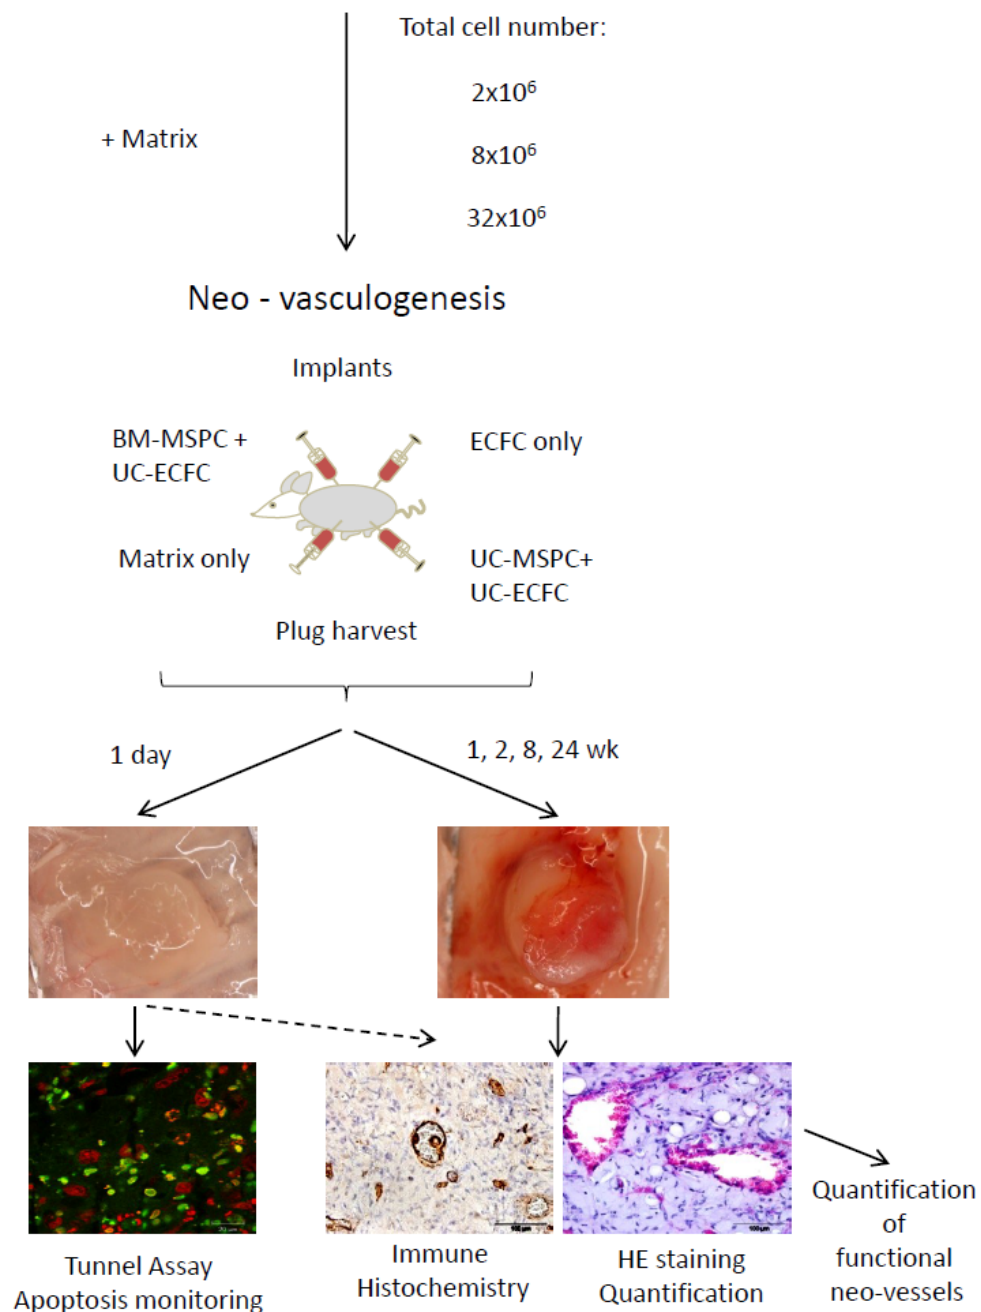 Total cell number:
2x10⁶
+ Matrix
8x10⁶
32x10⁶
Neo - vasculogenesis
Implants
BM-MSPC +
UC-ECFC
ECFC only
Matrix only
UC-MSPC+
UC-ECFC
Plug harvest
1 day
1, 2, 8, 24 wk
Tunnel Assay
Apoptosis monitoring
Immune
Histochemistry
HE staining
Quantification
Quantification
of
functional
neo-vessels